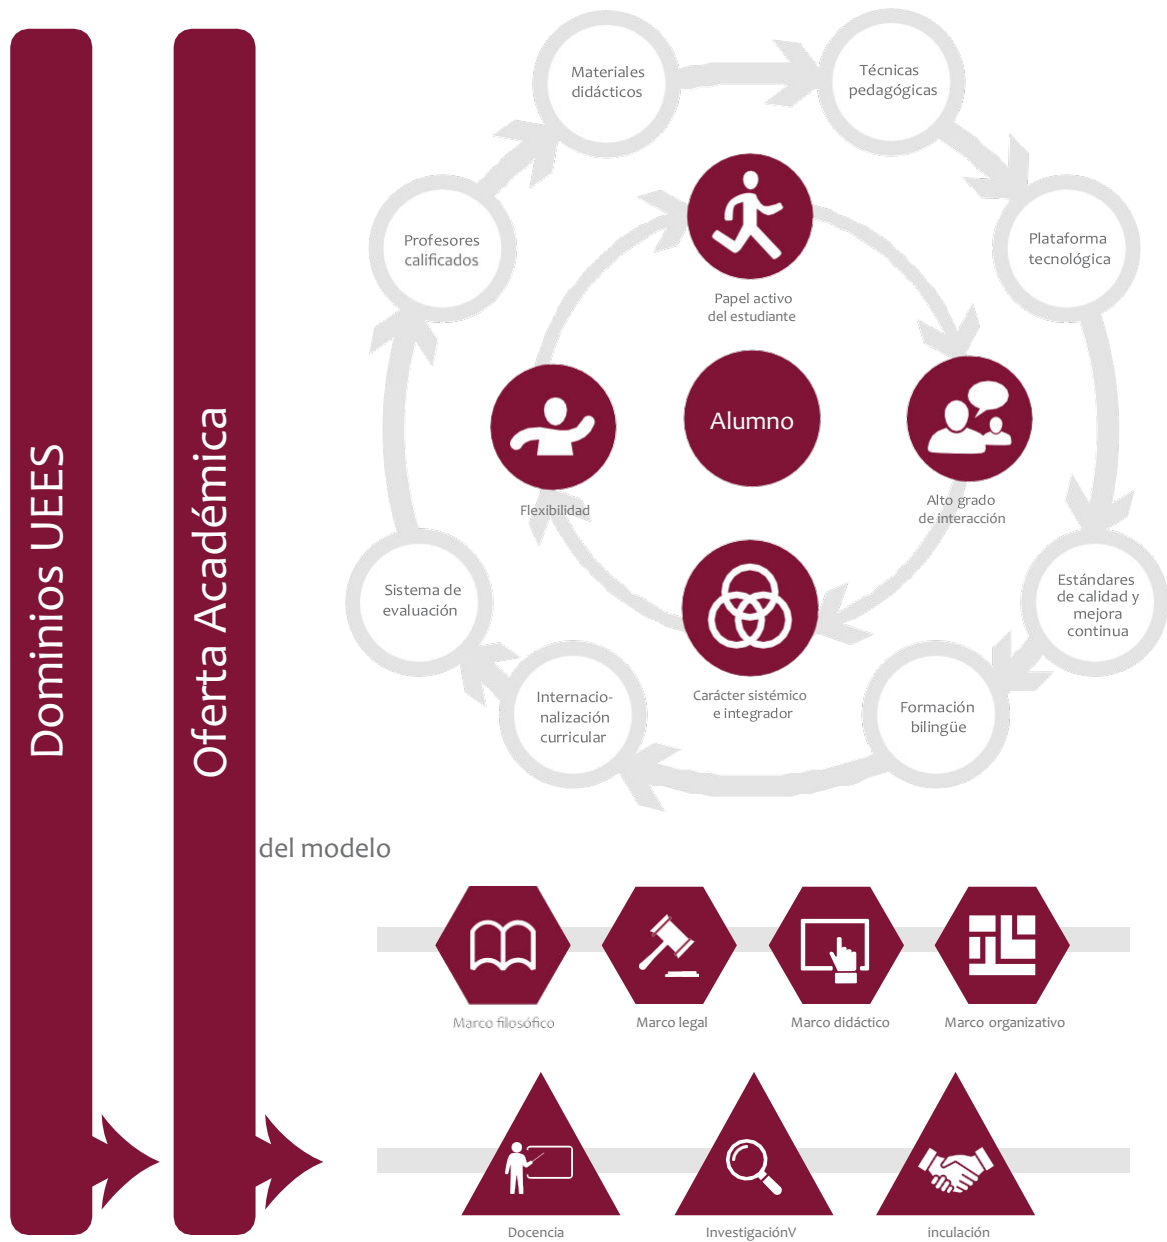 Dominios UEES
Oferta Académica
Materiales
didácticos
Técnicas
pedagógicas
Profesores
calificados
Plataforma
tecnológica
Papel activo
del estudiante
Alumno
Flexibilidad
Alto grado
de interacción
Sistema de
evaluación
Estándares
de calidad y
mejora
continua
Internacio-
nalización
curricular
Carácter sistémico
e integrador
Formación
bilingüe
del modelo
Marco filosófico
Marco legal
Marco didáctico
Marco organizativo
Docencia
InvestigaciónV
inculación